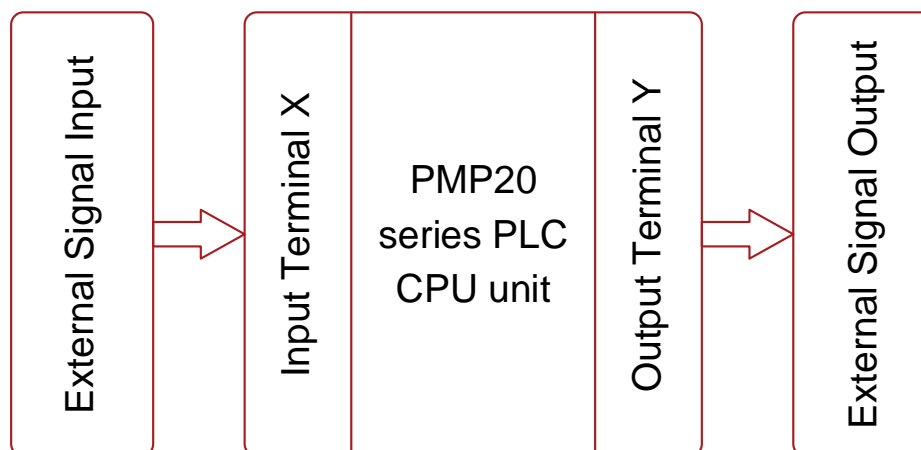 External Signal Input
Input Terminal X
PMP20
series PLC
CPU unit
Output Terminal Y
External Signal Output